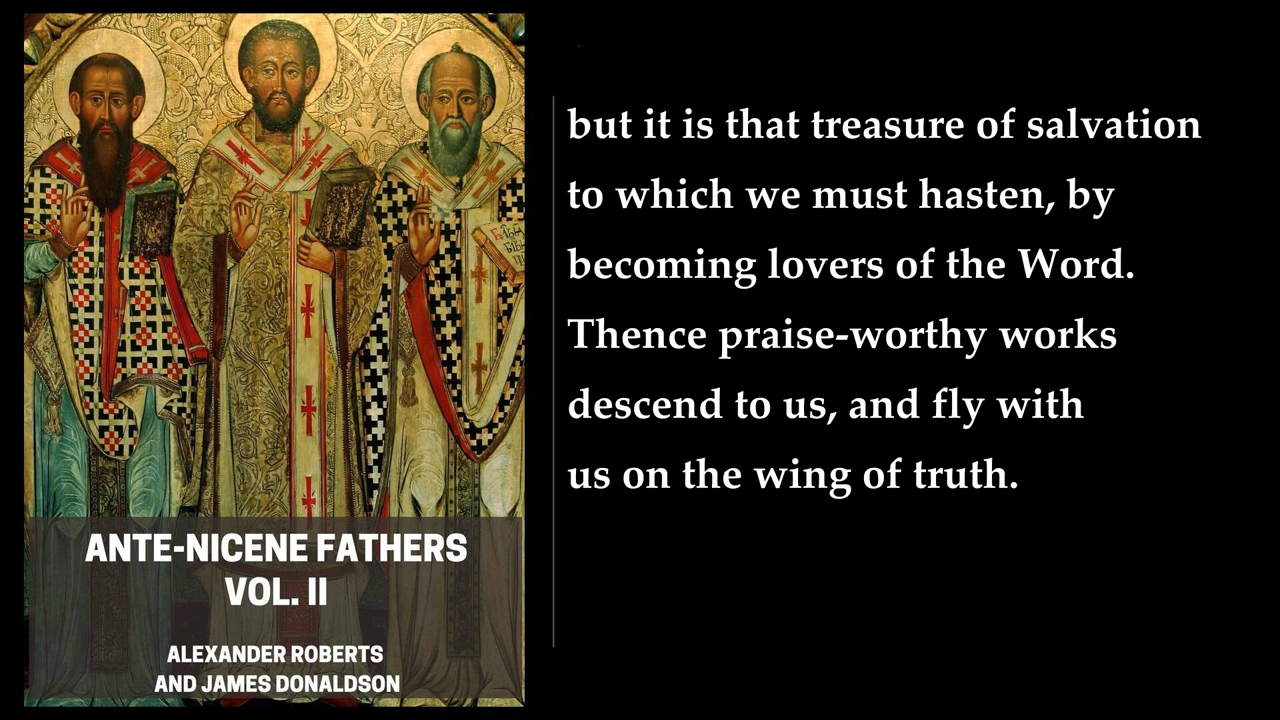 ANTE-NICENE FATHERS
VOL. II
ALEXANDER ROBERTS
AND JAMES DONALDSON
but it is that treasure of salvation
to which we must hasten, by
becoming lovers of the Word.
Thence praise-worthy works
descend to us, and fly with
us on the wing of truth.